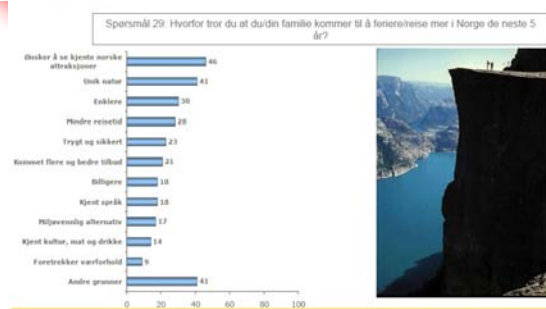 Spørsmål 29: Hvorfor tror du at du/din familie kommer til å feriere/reise mer i Norge de neste 5
år?
Ønsker å se kjente norske
attraksjoner
46
Unik natur 41
Enklere 30
Mindre reisetid 28
Trygt og sikkert 23
Kommet flere og bedre tilbud 21
Billigere 18
Kjent språk 18
Miljøvennlig alternativ 17
Kjent kultur, mat og drikke 14
Foretrekker værforhold 9
Andre grunner 41
0 20 40 60 80 100